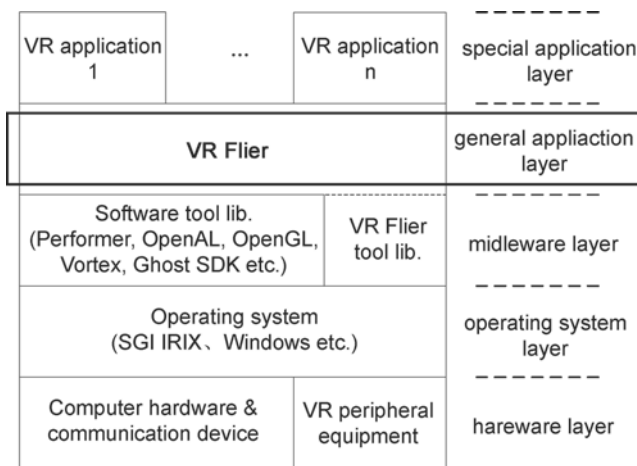 VR application
1
...
VR application
n
special application
layer
VR Flier
general appliaction
layer
Software tool lib.
(Performer, OpenAL, OpenGL,
Vortex, Ghost SDK etc.)
VR Flier
tool lib.
midleware layer
Operating system
(SGI IRIX、Windows etc.)
operating system
layer
Computer hardware &
communication device
VR peripheral
equipment
hareware layer